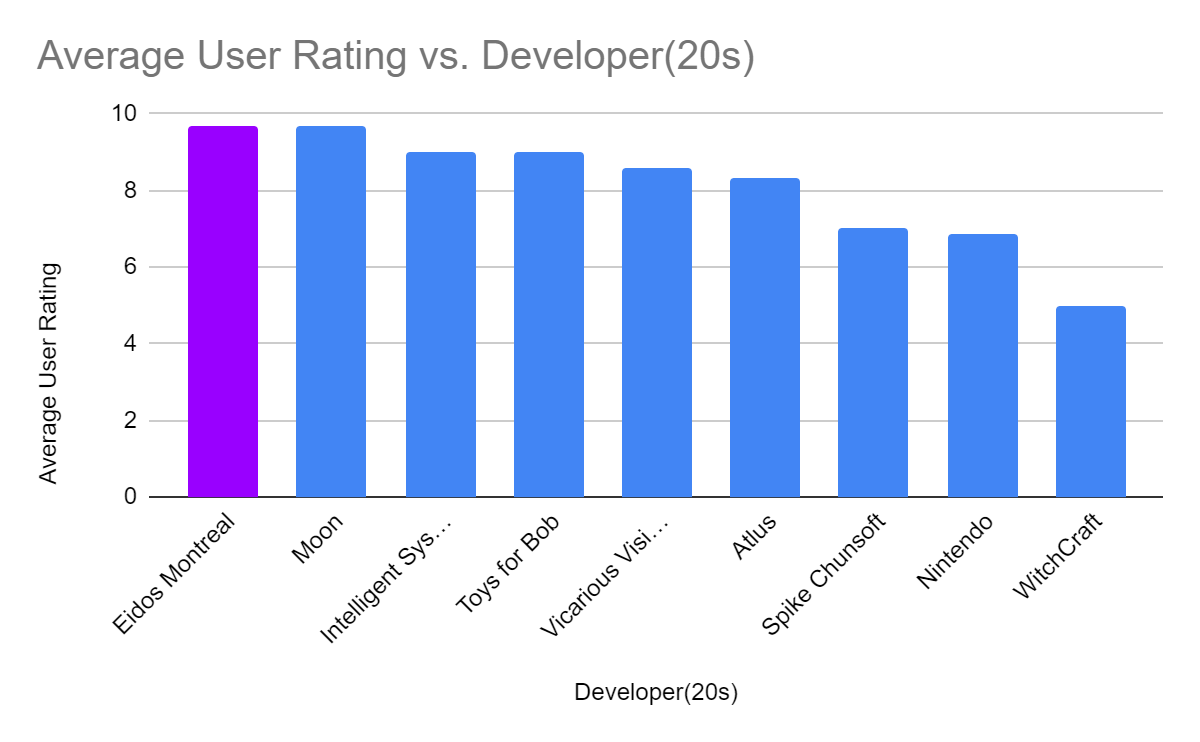 Average User Rating vs. Developer(20s)
Average User Rating
10
8
6
4
2
0
Eidos Montreal
Moon
Intelligent Sys…
Toys for Bob
Vicarious Visi…
Atlus
Spike Chunsoft
Nintendo
WitchCraft
Developer(20s)